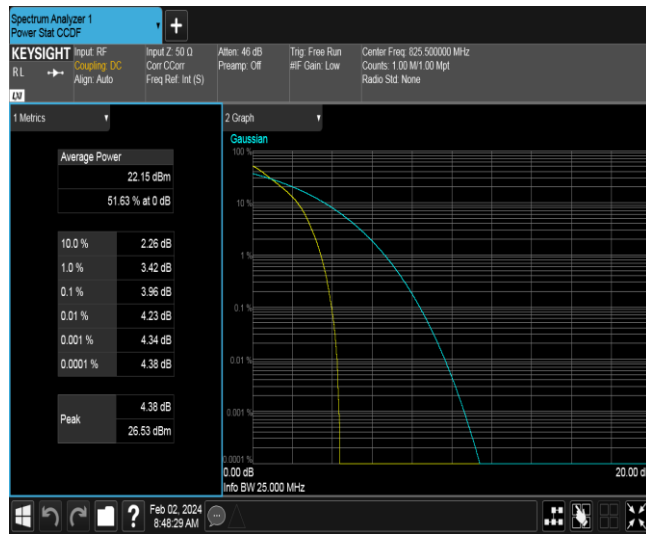 Spectrum Analyzer 1
Power Stat CCDF
+
KEYSIGHT
RL
LXI
Input: RF
Coupling: DC
Align: Auto
Input Z: 50 Ω
Corr CCorr
Freq Ref: Int (S)
Atten: 46 dB
Preamp: Off
Trig: Free Run
#IF Gain: Low
Center Freq: 825.500000 MHz
Counts: 1.00 M/1.00 Mpt
Radio Std: None
1 Metrics
Average Power
22.15 dBm
51.63 % at 0 dB
10.0 % 2.26 dB
1.0 % 3.42 dB
0.1 % 3.96 dB
0.01 % 4.23 dB
0.001 % 4.34 dB
0.0001 % 4.38 dB
Peak
4.38 dB
26.53 dBm
2 Graph
Gaussian
100 %
10 %
1 %
0.1 %
0.01 %
0.001 %
0.0001 %
0.00 dB
20.00 d
Info BW 25.000 MHz
?
Feb 02, 2024
8:48:29 AM